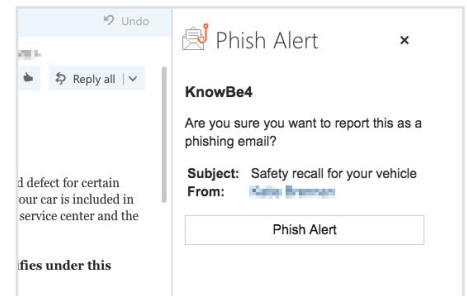 Undo
Reply all
d defect for certain
our car is included in
service center and the
ifies under this
Phish Alert
×
KnowBe4
Are you sure you want to report this as a
phishing email?
Subject: Safety recall for your vehicle
From:
Phish Alert